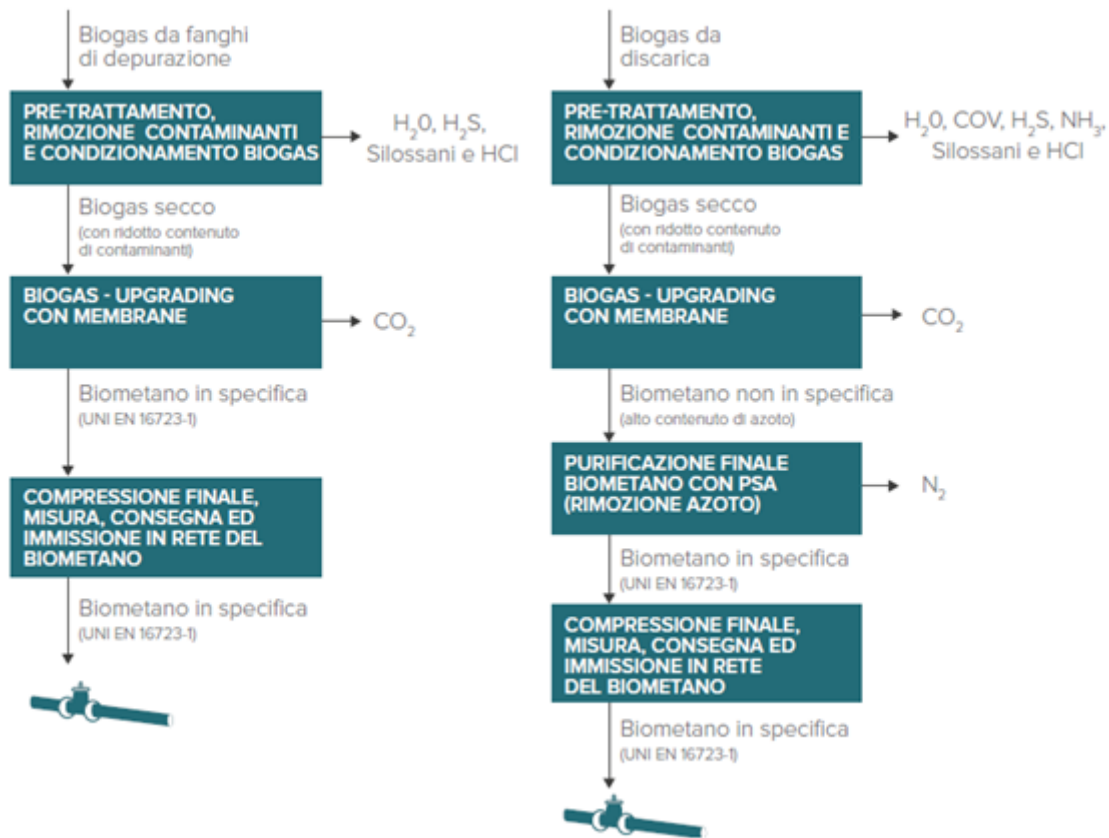 Biogas da fanghi
di depurazione
PRE-TRATTAMENTO,
RIMOZIONE CONTAMINANTI
E CONDIZIONAMENTO BIOGAS
H₂0, H₂S,
Silossani e HCl
Biogas secco
(con ridotto contenuto
di contaminanti)
BIOGAS - UPGRADING
CON MEMBRANE
CO₂
Biometano in specifica
(UNI EN 16723-1)
COMPRESSIONE FINALE,
MISURA, CONSEGNA ED
IMMISSIONE IN RETE DEL
BIOMETANO
Biometano in specifica
(UNI EN 16723-1)
Biogas da
discarica
PRE-TRATTAMENTO,
RIMOZIONE CONTAMINANTI E
CONDIZIONAMENTO BIOGAS
H₂0, COV, H₂S, NH₃,
Silossani e HCl
Biogas secco
(con ridotto contenuto
di contaminanti)
BIOGAS - UPGRADING
CON MEMBRANE
CO₂
Biometano non in specifica
(alto contenuto di azoto)
PURIFICAZIONE FINALE
BIOMETANO CON PSA
(RIMOZIONE AZOTO)
N₂
Biometano in specifica
(UNI EN 16723-1)
COMPRESSIONE FINALE,
MISURA, CONSEGNA ED
IMMISSIONE IN RETE
DEL BIOMETANO
Biometano in specifica
(UNI EN 16723-1)